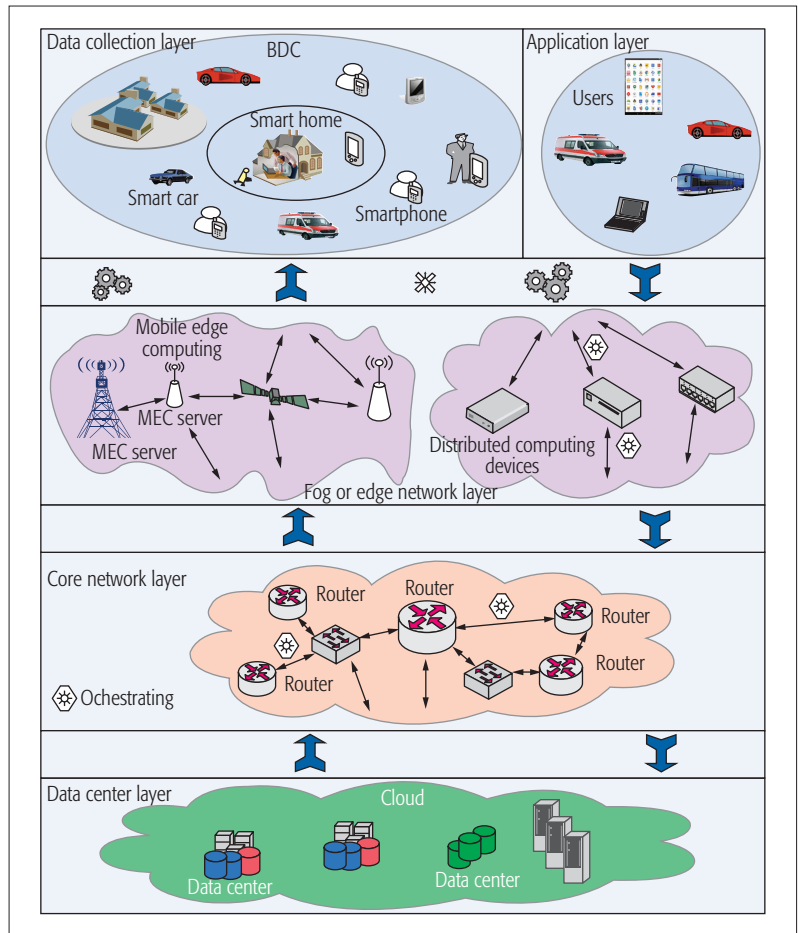 Data collection layer
BDC
Smart home
Smart car
Smartphone
Application layer
Users
Mobile edge
computing
MEC server
MEC server
Distributed computing
devices
Fog or edge network layer
Core network layer
Router
Router
Router
Router
Router
Ochestrating
Data center layer
Cloud
Data center
Data center